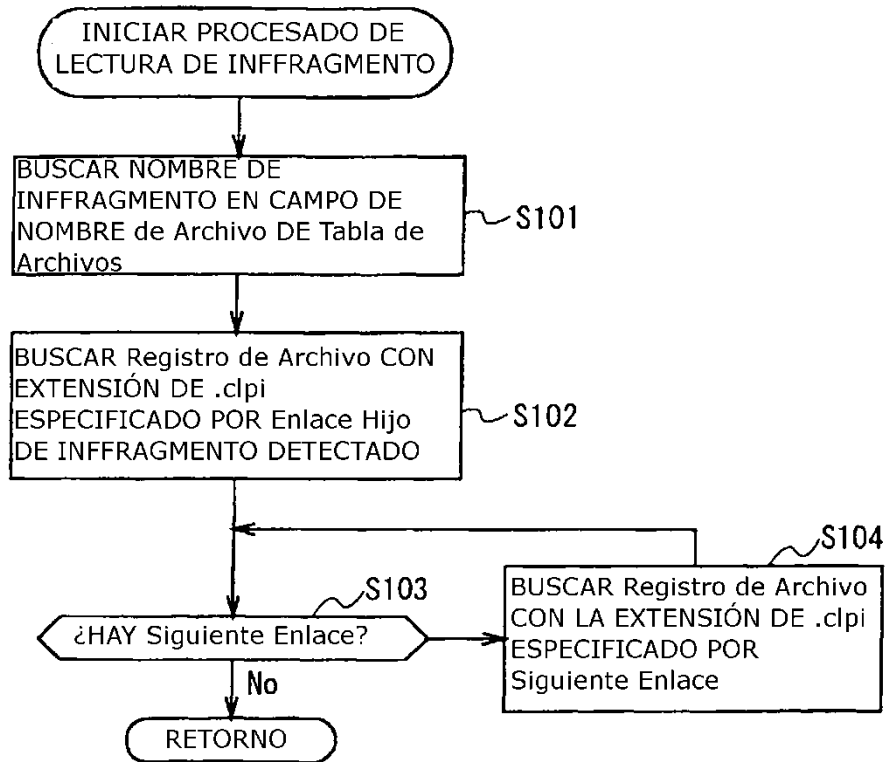 INICIAR PROCESADO DE
LECTURA DE INFFRAGMENTO
BUSCAR NOMBRE DE
INFFRAGMENTO EN CAMPO DE
NOMBRE de Archivo DE Tabla de
Archivos
S101
BUSCAR Registro de Archivo CON
EXTENSIÓN DE .clpi
ESPECIFICADO POR Enlace Hijo
DE INFFRAGMENTO DETECTADO
S102
S103
¿HAY Siguiente Enlace?
S104
BUSCAR Registro de Archivo
CON LA EXTENSIÓN DE .clpi
ESPECIFICADO POR
Siguiente Enlace
No
RETORNO